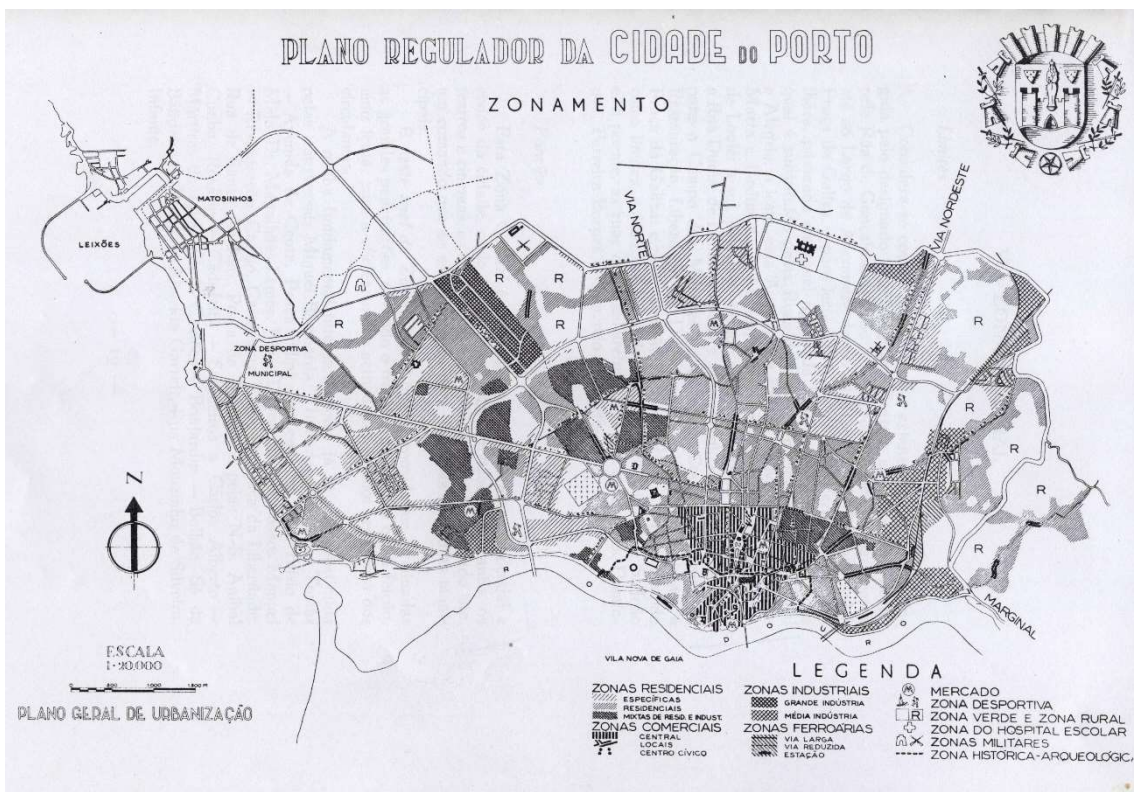 PLANO REGULADOR DA CIDADE DO PORTO
ZONAMENTO
MATOSINHOS
LEIXÕES
VIA NORTE
VIA NORDESTE
R
R
R
R
R
R
R
R
R
ZONA DESPORTIVA
MUNICIPAL
N
RIO DOURO
MARGINAL
VILA NOVA DE GAIA
ESCALA
1:20.000
PLANO GERAL DE URBANIZAÇÃO
LEGENDA
ZONAS RESIDENCIAIS
ESPECÍFICAS
RESIDENCIAIS
MIXTAS DE RESID. E INDUST.
ZONAS COMERCIAIS
CENTRAL
LOCAIS
CENTRO CÍVICO
ZONAS INDUSTRIAIS
GRANDE INDÚSTRIA
MÉDIA INDÚSTRIA
ZONAS FERROÁRIAS
VIA LARGA
VIA REDUZIDA
ESTAÇÃO
M MERCADO
ZONA DESPORTIVA
R ZONA VERDE E ZONA RURAL
ZONA DO HOSPITAL ESCOLAR
ZONAS MILITARES
ZONA HISTÓRICA-ARQUEOLÓGICA